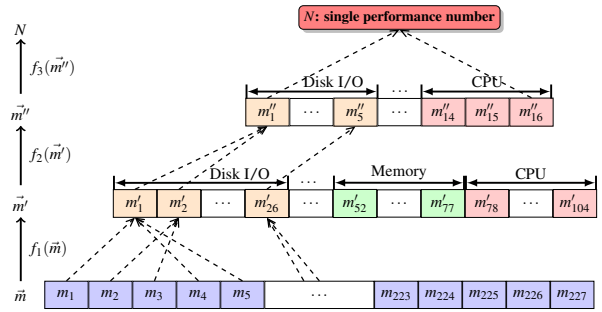 N N: single performance number
f₃(m⃗″)
Disk I/O ⋯ CPU
m⃗″ m″₁ ⋯ m″₅ ⋯ m″₁₄ m″₁₅ m″₁₆
f₂(m⃗′)
Disk I/O ⋯ Memory CPU
m⃗′ m′₁ m′₂ ⋯ m′₂₆ ⋯ m′₅₂ ⋯ m′₇₇ m′₇₈ ⋯ m′₁₀₄
f₁(m⃗)
m⃗ m₁ m₂ m₃ m₄ m₅ ⋯ m₂₂₃ m₂₂₄ m₂₂₅ m₂₂₆ m₂₂₇